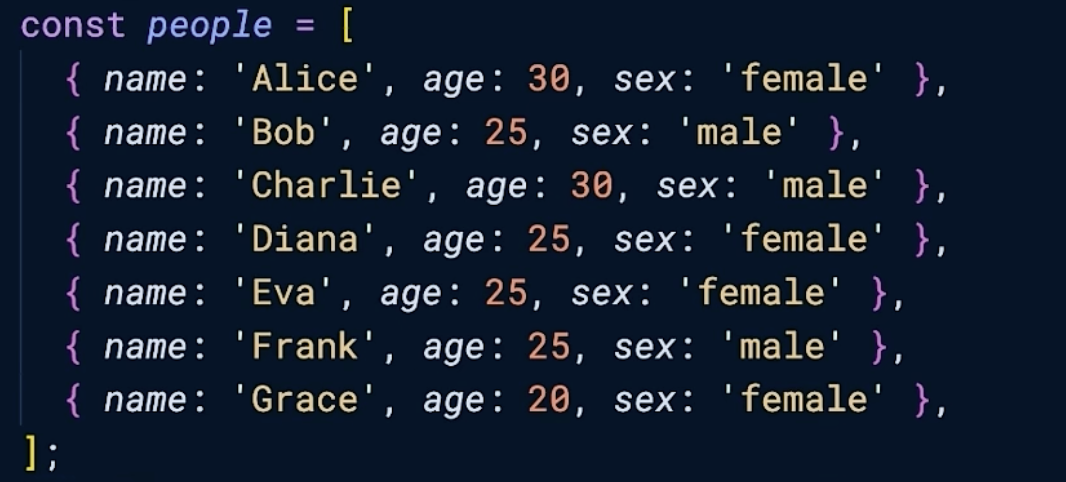 const people = [
  { name: 'Alice', age: 30, sex: 'female' },
  { name: 'Bob', age: 25, sex: 'male' },
  { name: 'Charlie', age: 30, sex: 'male' },
  { name: 'Diana', age: 25, sex: 'female' },
  { name: 'Eva', age: 25, sex: 'female' },
  { name: 'Frank', age: 25, sex: 'male' },
  { name: 'Grace', age: 20, sex: 'female' },
];